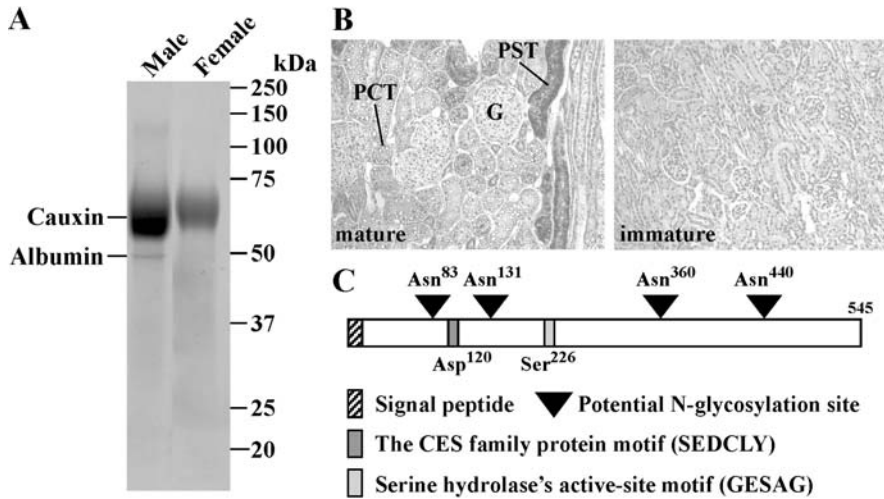 A
Male
Female
kDa
250
150
100
75
50
37
25
20
Cauxin
Albumin
B
PCT
PST
G
mature
immature
C
Asn83
Asn131
Asn360
Asn440
545
Asp120
Ser226
Signal peptide
Potential N-glycosylation site
The CES family protein motif (SEDCLY)
Serine hydrolase's active-site motif (GESAG)